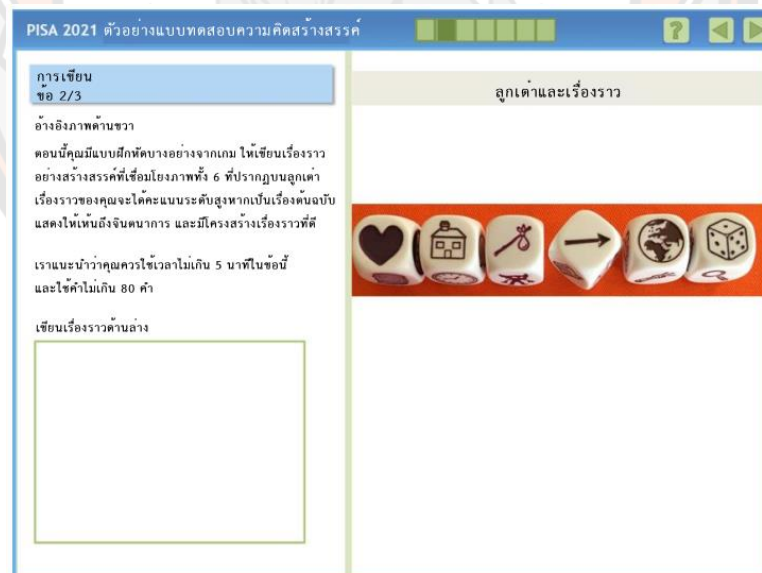 PISA 2021 ตัวอย่างแบบทดสอบความคิดสร้างสรรค์
?
การเขียน
ข้อ 2/3
อ้างอิงภาพด้านขวา
ตอนนี้คุณมีแบบฝึกหัดบางอย่างจากเกม ให้เขียนเรื่องราว
อย่างสร้างสรรค์ที่เชื่อมโยงภาพทั้ง 6 ที่ปรากฏบนลูกเต๋า
เรื่องราวของคุณจะได้คะแนนระดับสูงหากเป็นเรื่องต้นฉบับ
แสดงให้เห็นถึงจินตนาการ และมีโครงสร้างเรื่องราวที่ดี
เราแนะนำว่าคุณควรใช้เวลาไม่เกิน 5 นาทีในข้อนี้
และใช้คำไม่เกิน 80 คำ
เขียนเรื่องราวด้านล่าง
ลูกเต๋าและเรื่องราว